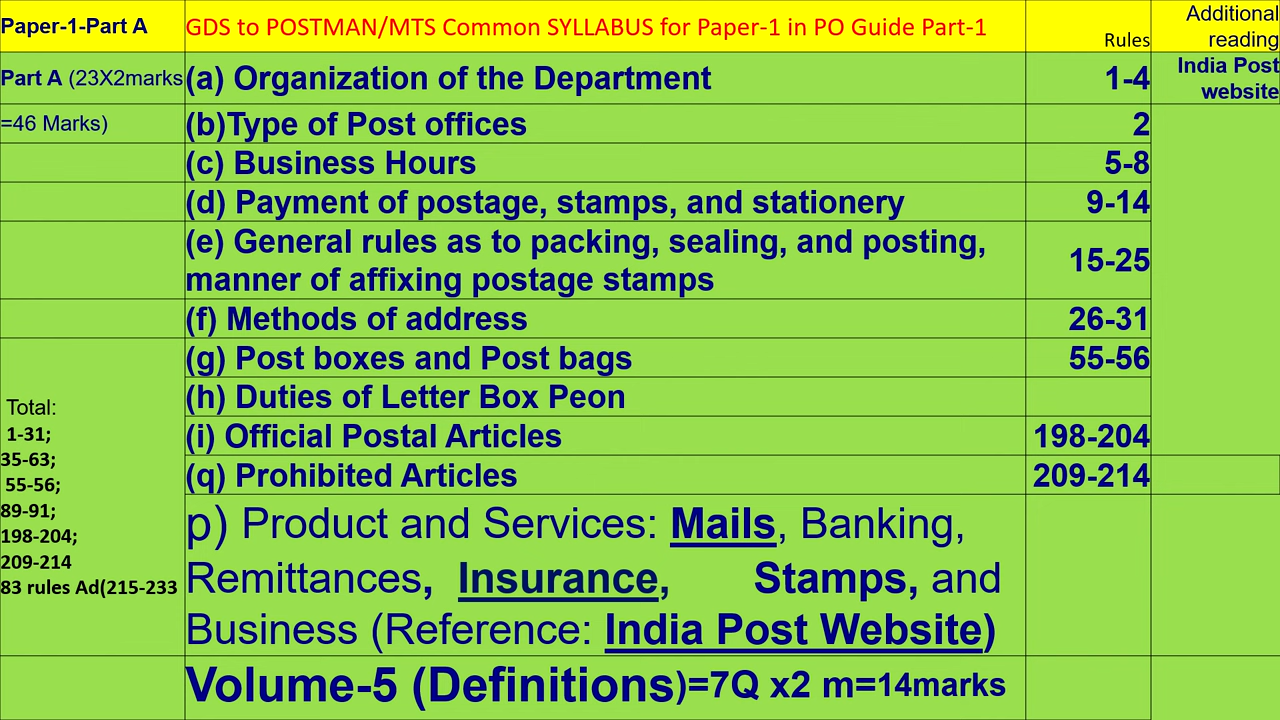 Paper-1-Part A GDS to POSTMAN/MTS Common SYLLABUS for Paper-1 in PO Guide Part-1 Rules Additional reading
Part A (23X2marks (a) Organization of the Department 1-4 India Post website
=46 Marks) (b)Type of Post offices 2
(c) Business Hours 5-8
(d) Payment of postage, stamps, and stationery 9-14
(e) General rules as to packing, sealing, and posting,
manner of affixing postage stamps 15-25
(f) Methods of address 26-31
(g) Post boxes and Post bags 55-56
(h) Duties of Letter Box Peon
(i) Official Postal Articles 198-204
(q) Prohibited Articles 209-214
Total:
1-31;
35-63;
55-56;
89-91;
198-204;
209-214
83 rules Ad(215-233
p) Product and Services: Mails, Banking,
Remittances, Insurance, Stamps, and
Business (Reference: India Post Website)
Volume-5 (Definitions)=7Q x2 m=14marks